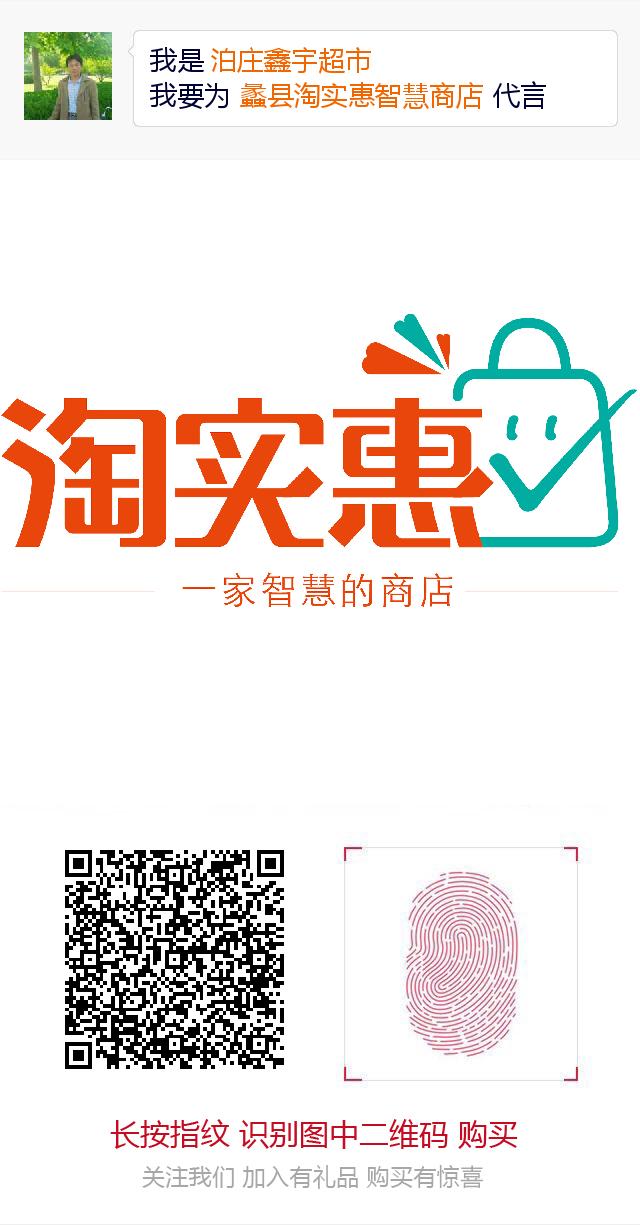 我是 泊庄鑫宇超市
我要为 蠡县淘实惠智慧商店 代言
淘实惠
一家智慧的商店
长按指纹 识别图中二维码 购买
关注我们 加入有礼品 购买有惊喜